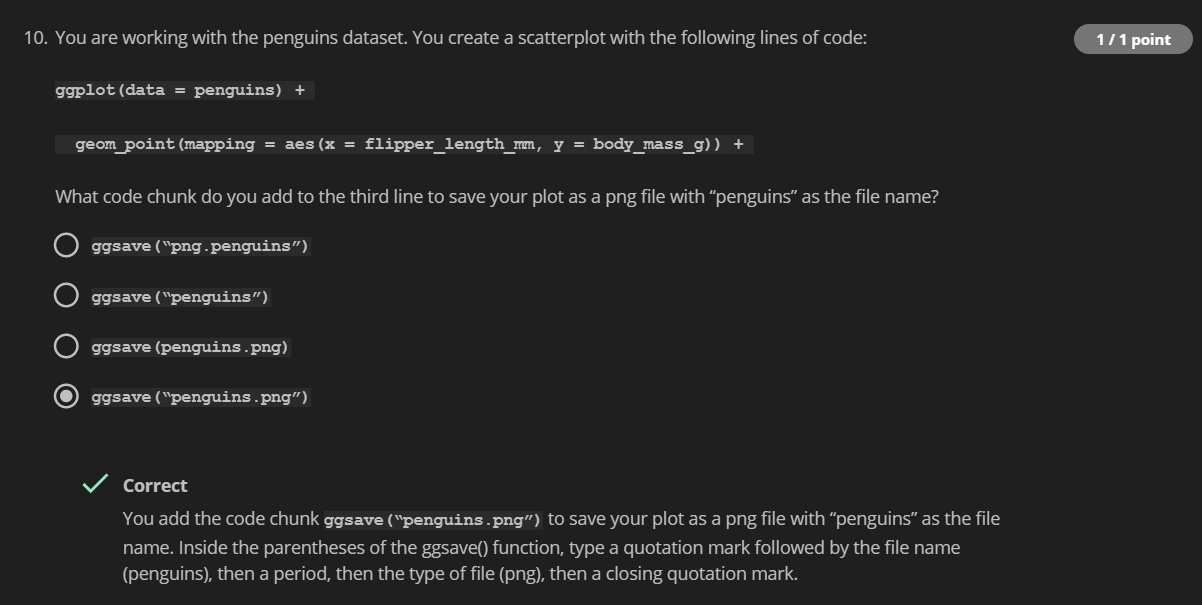 10. You are working with the penguins dataset. You create a scatterplot with the following lines of code:
1 / 1 point
ggplot(data = penguins) +
geom_point(mapping = aes(x = flipper_length_mm, y = body_mass_g)) +
What code chunk do you add to the third line to save your plot as a png file with “penguins” as the file name?
ggsave(“png.penguins”)
ggsave(“penguins”)
ggsave(penguins.png)
ggsave(“penguins.png”)
Correct
You add the code chunk ggsave(“penguins.png”) to save your plot as a png file with “penguins” as the file
name. Inside the parentheses of the ggsave() function, type a quotation mark followed by the file name
(penguins), then a period, then the type of file (png), then a closing quotation mark.